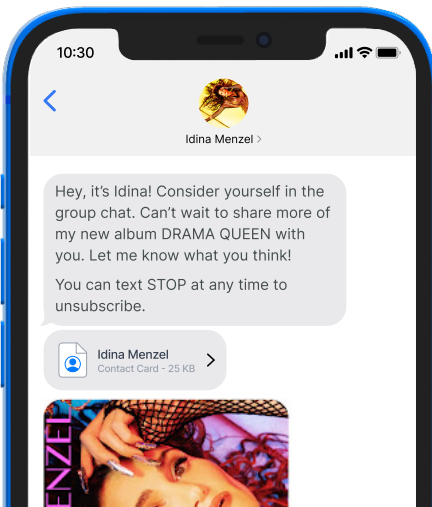 10:30
Idina Menzel
Hey, it’s Idina! Consider yourself in the
group chat. Can’t wait to share more of
my new album DRAMA QUEEN with
you. Let me know what you think!
You can text STOP at any time to
unsubscribe.
Idina Menzel
Contact Card - 25 KB
ENZEL